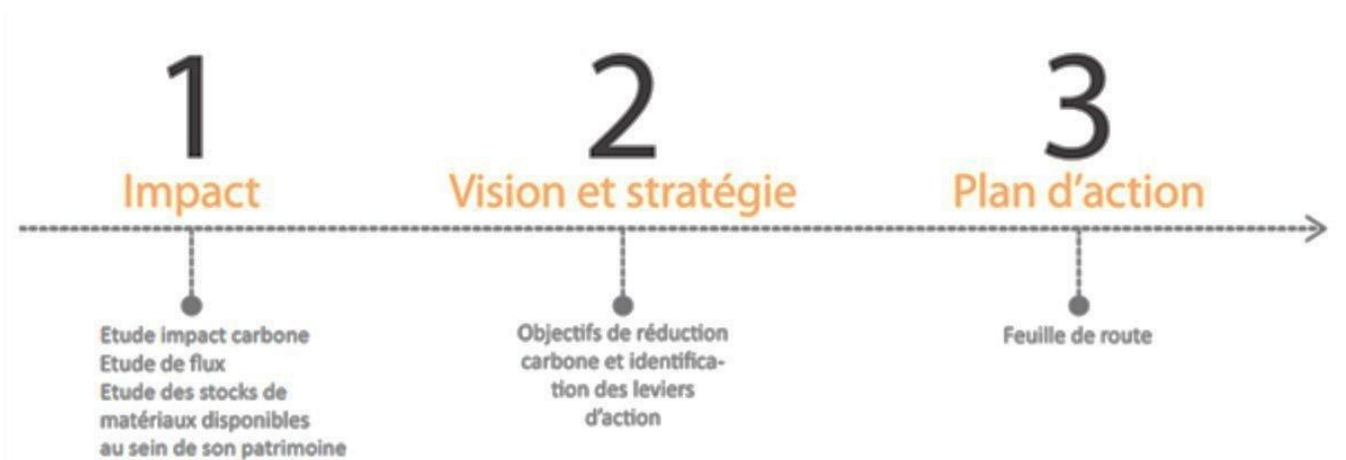 1
Impact
Etude impact carbone
Etude de flux
Etude des stocks de
matériaux disponibles
au sein de son patrimoine
2
Vision et stratégie
Objectifs de réduction
carbone et identifica-
tion des leviers
d'action
3
Plan d'action
Feuille de route